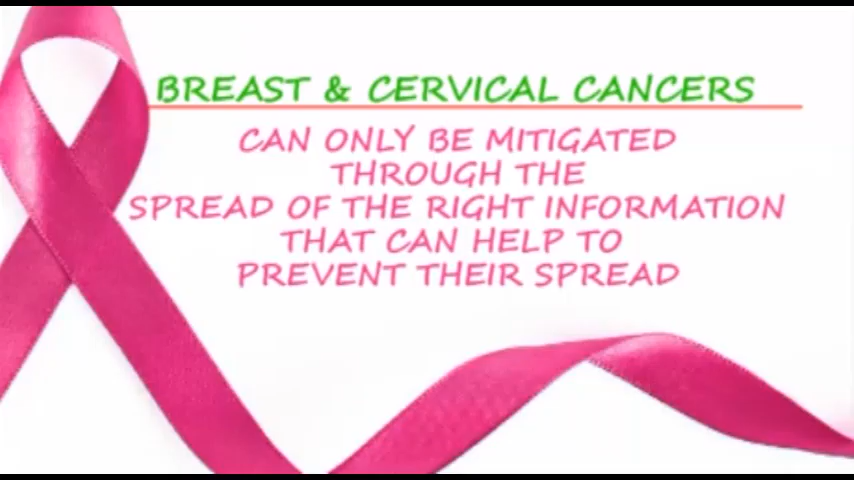 BREAST & CERVICAL CANCERS
CAN ONLY BE MITIGATED
THROUGH THE
SPREAD OF THE RIGHT INFORMATION
THAT CAN HELP TO
PREVENT THEIR SPREAD